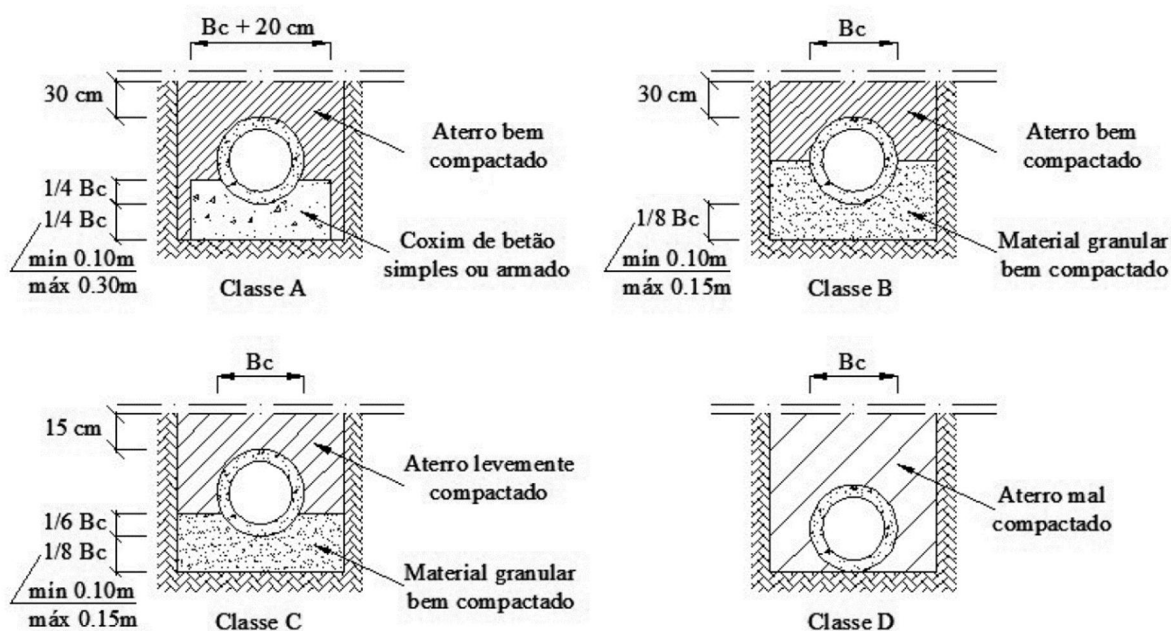 Bc + 20 cm
30 cm
Aterro bem
compactado
1/4 Bc
1/4 Bc
min 0.10m
máx 0.30m
Coxim de betão
simples ou armado
Classe A
Bc
30 cm
Aterro bem
compactado
1/8 Bc
min 0.10m
máx 0.15m
Material granular
bem compactado
Classe B
Bc
15 cm
Aterro levemente
compactado
1/6 Bc
1/8 Bc
min 0.10m
máx 0.15m
Material granular
bem compactado
Classe C
Bc
Aterro mal
compactado
Classe D